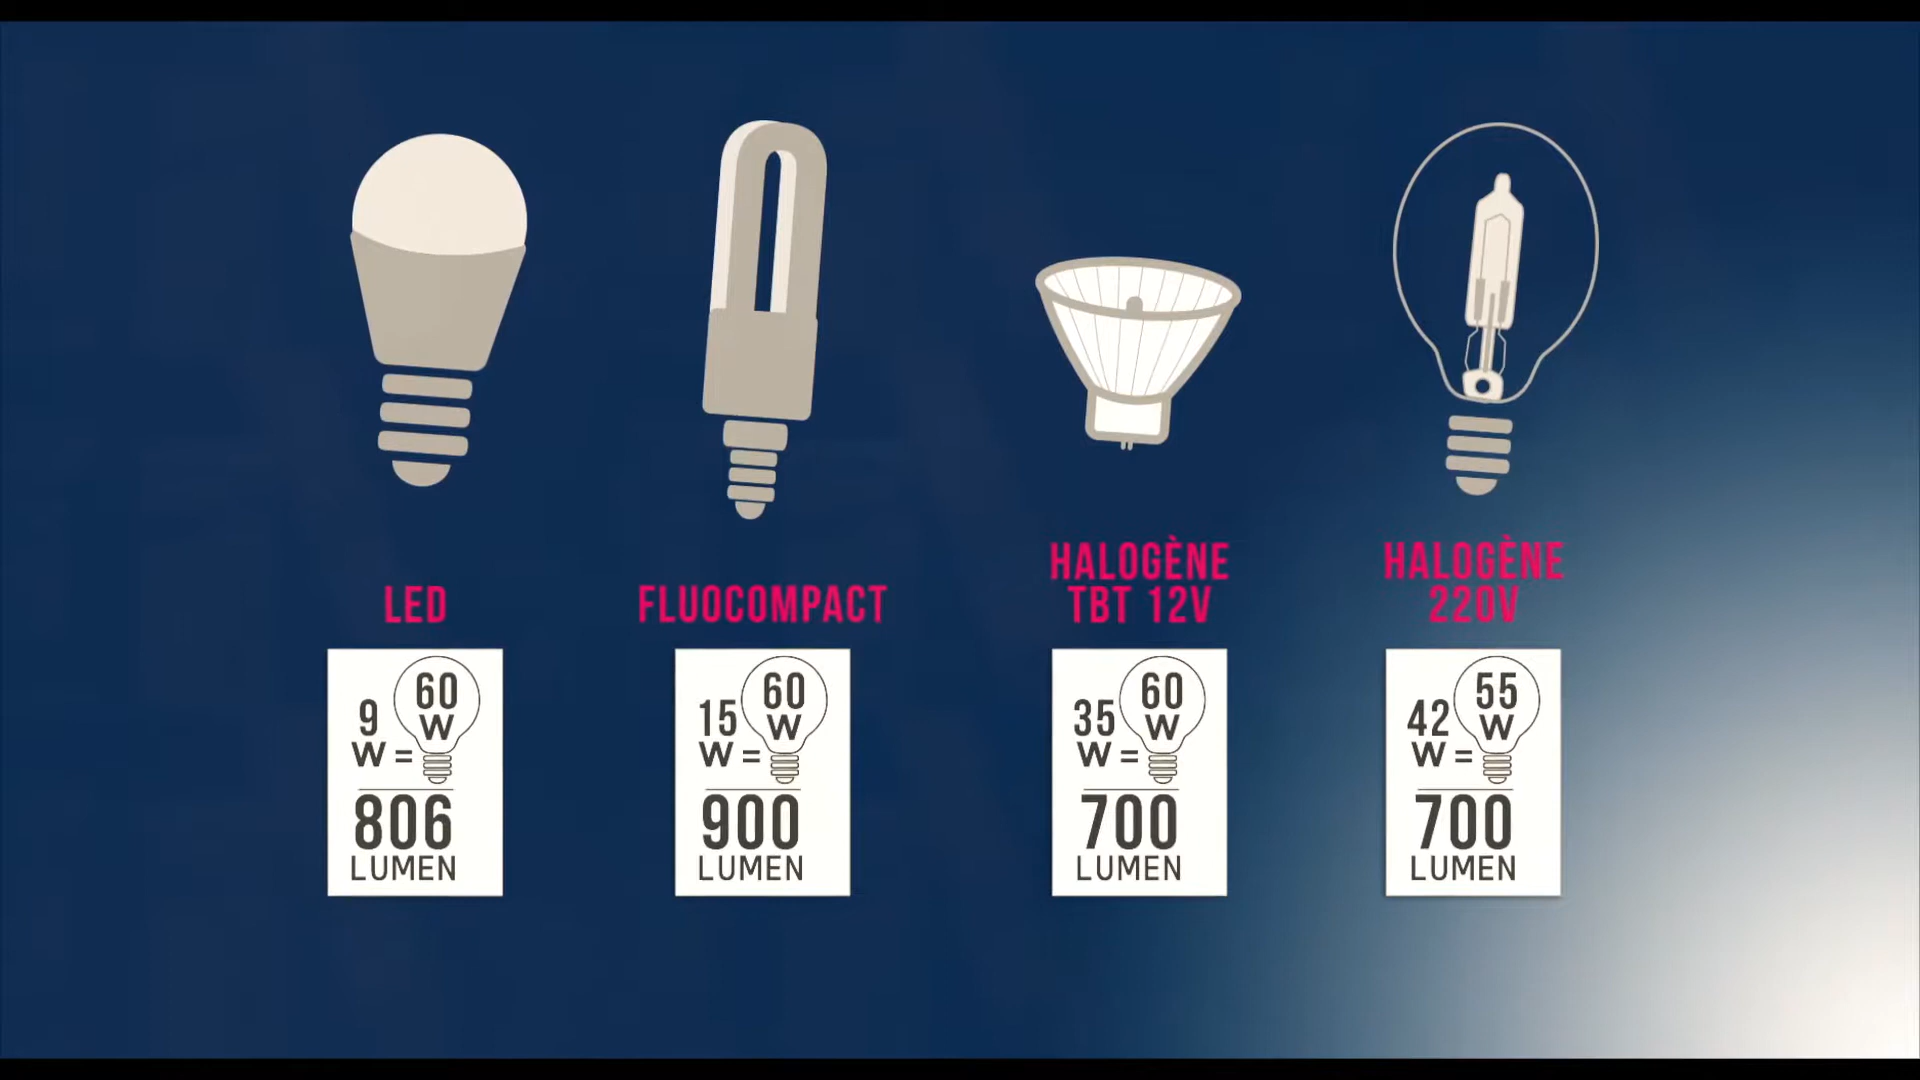 LED
9
W =
60
W
806
LUMEN
FLUOCOMPACT
15
W =
60
W
900
LUMEN
HALOGÈNE
TBT 12V
35
W =
60
W
700
LUMEN
HALOGÈNE
220V
42
W =
55
W
700
LUMEN